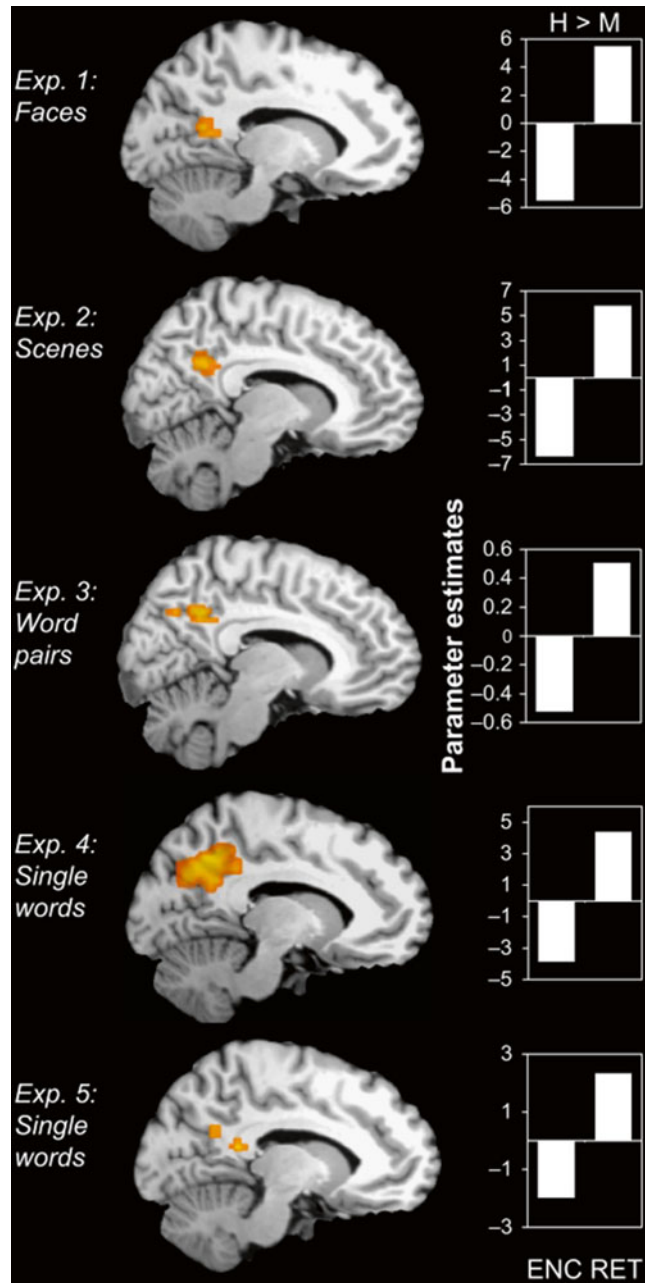 H > M
Exp. 1:
Faces
6
4
2
0
–2
–4
–6
Exp. 2:
Scenes
7
5
3
1
–1
–3
–5
–7
Exp. 3:
Word
pairs
Parameter estimates
0.6
0.4
0.2
0
–0.2
–0.4
–0.6
Exp. 4:
Single
words
5
3
1
–1
–3
–5
Exp. 5:
Single
words
3
1
–1
–3
ENC RET